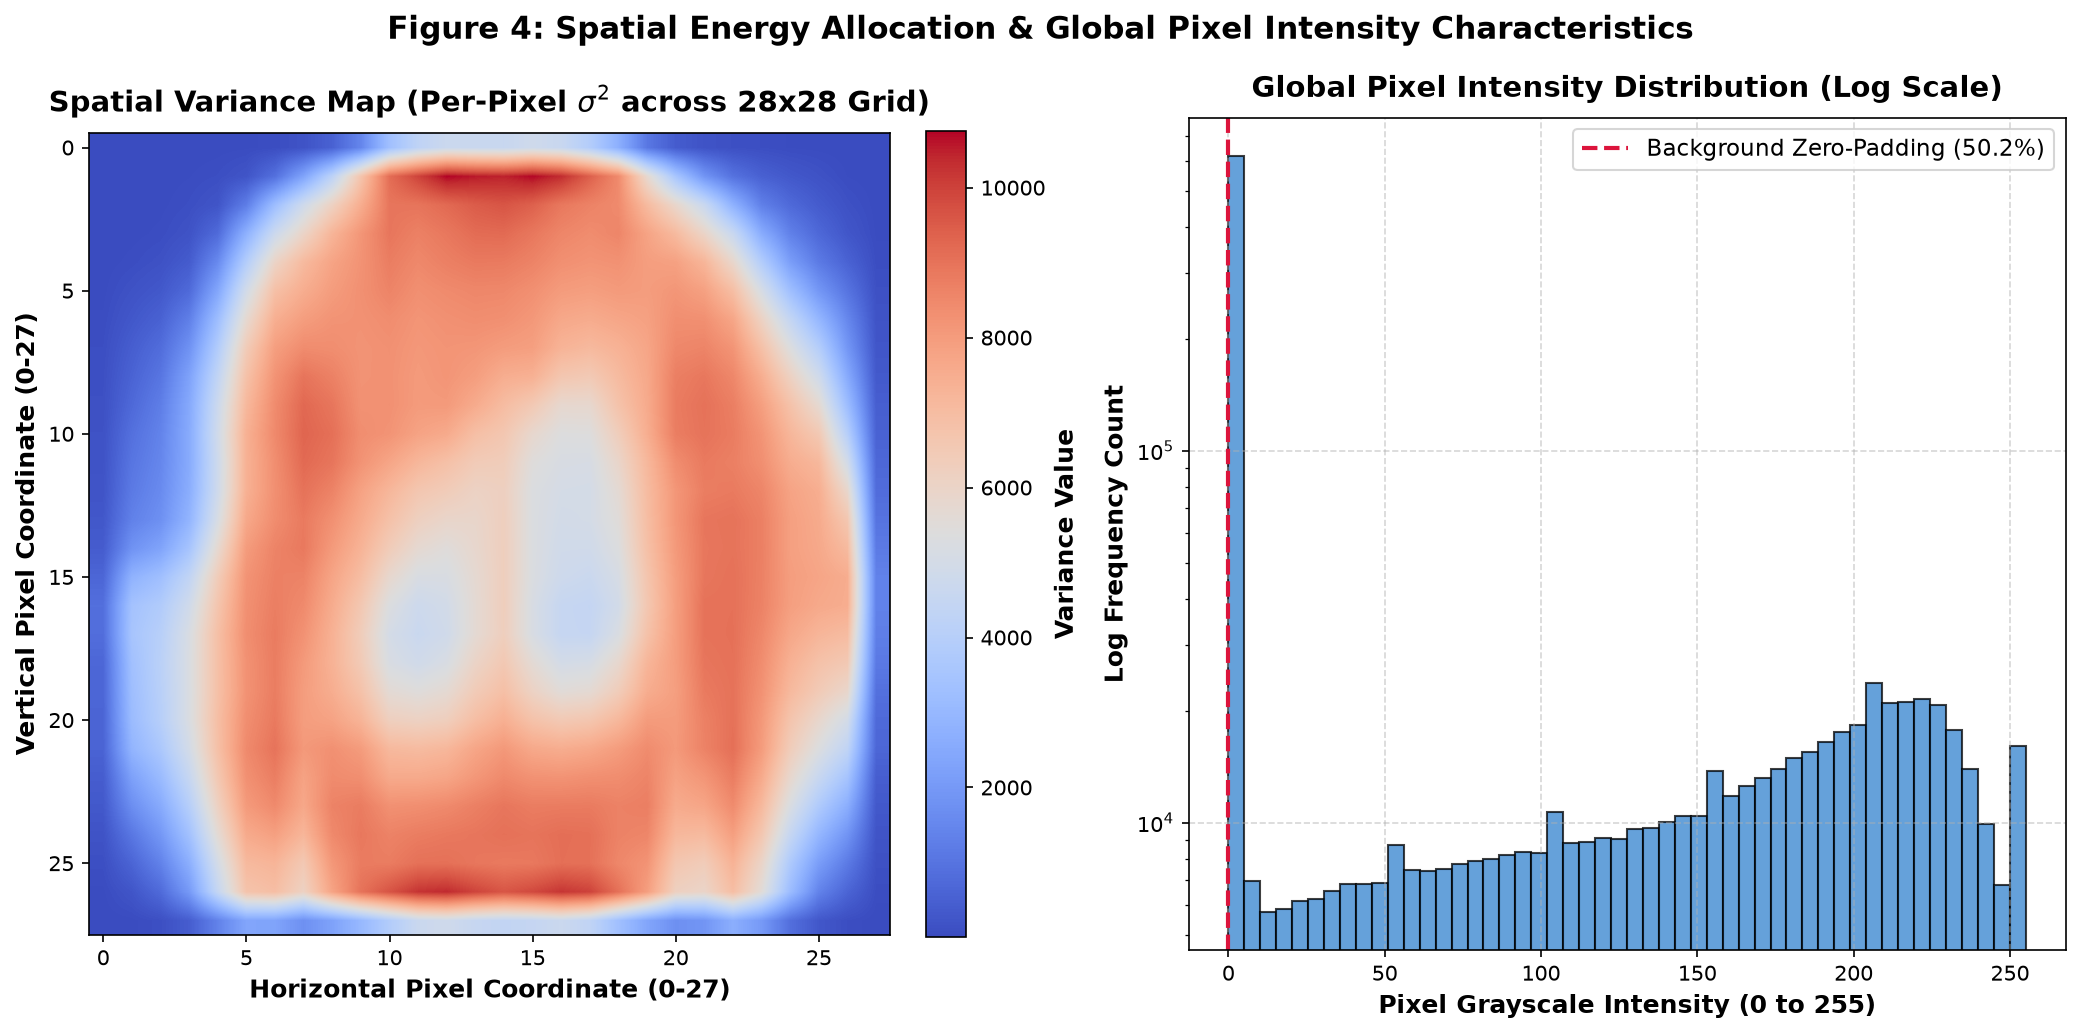 Figure 4: Spatial Energy Allocation & Global Pixel Intensity Characteristics
Spatial Variance Map (Per-Pixel σ² across 28x28 Grid)
0
5
10
15
20
25
Vertical Pixel Coordinate (0-27)
0
5
10
15
20
25
Horizontal Pixel Coordinate (0-27)
10000
8000
6000
4000
2000
Variance Value
Global Pixel Intensity Distribution (Log Scale)
Background Zero-Padding (50.2%)
10⁵
10⁴
Log Frequency Count
0
50
100
150
200
250
Pixel Grayscale Intensity (0 to 255)